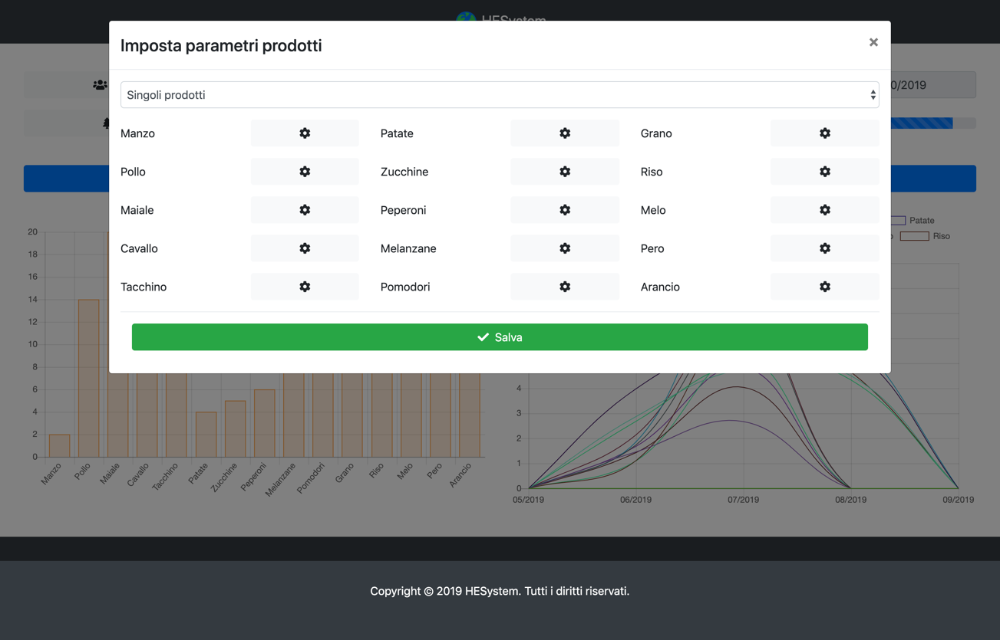 HESystem
Imposta parametri prodotti
×
Singoli prodotti
0/2019
Manzo Patate Grano
Pollo Zucchine Riso
Maiale Peperoni Melo
Cavallo Melanzane Pero
Tacchino Pomodori Arancio
Salva
Patate
Riso
20
18
16
14
12
10
8
6
4
2
0
Manzo Pollo Maiale Cavallo Tacchino Patate Zucchine Peperoni Melanzane Pomodori Grano Riso Melo Pero Arancio
4
3
2
1
0
05/2019 06/2019 07/2019 08/2019 09/2019
Copyright © 2019 HESystem. Tutti i diritti riservati.